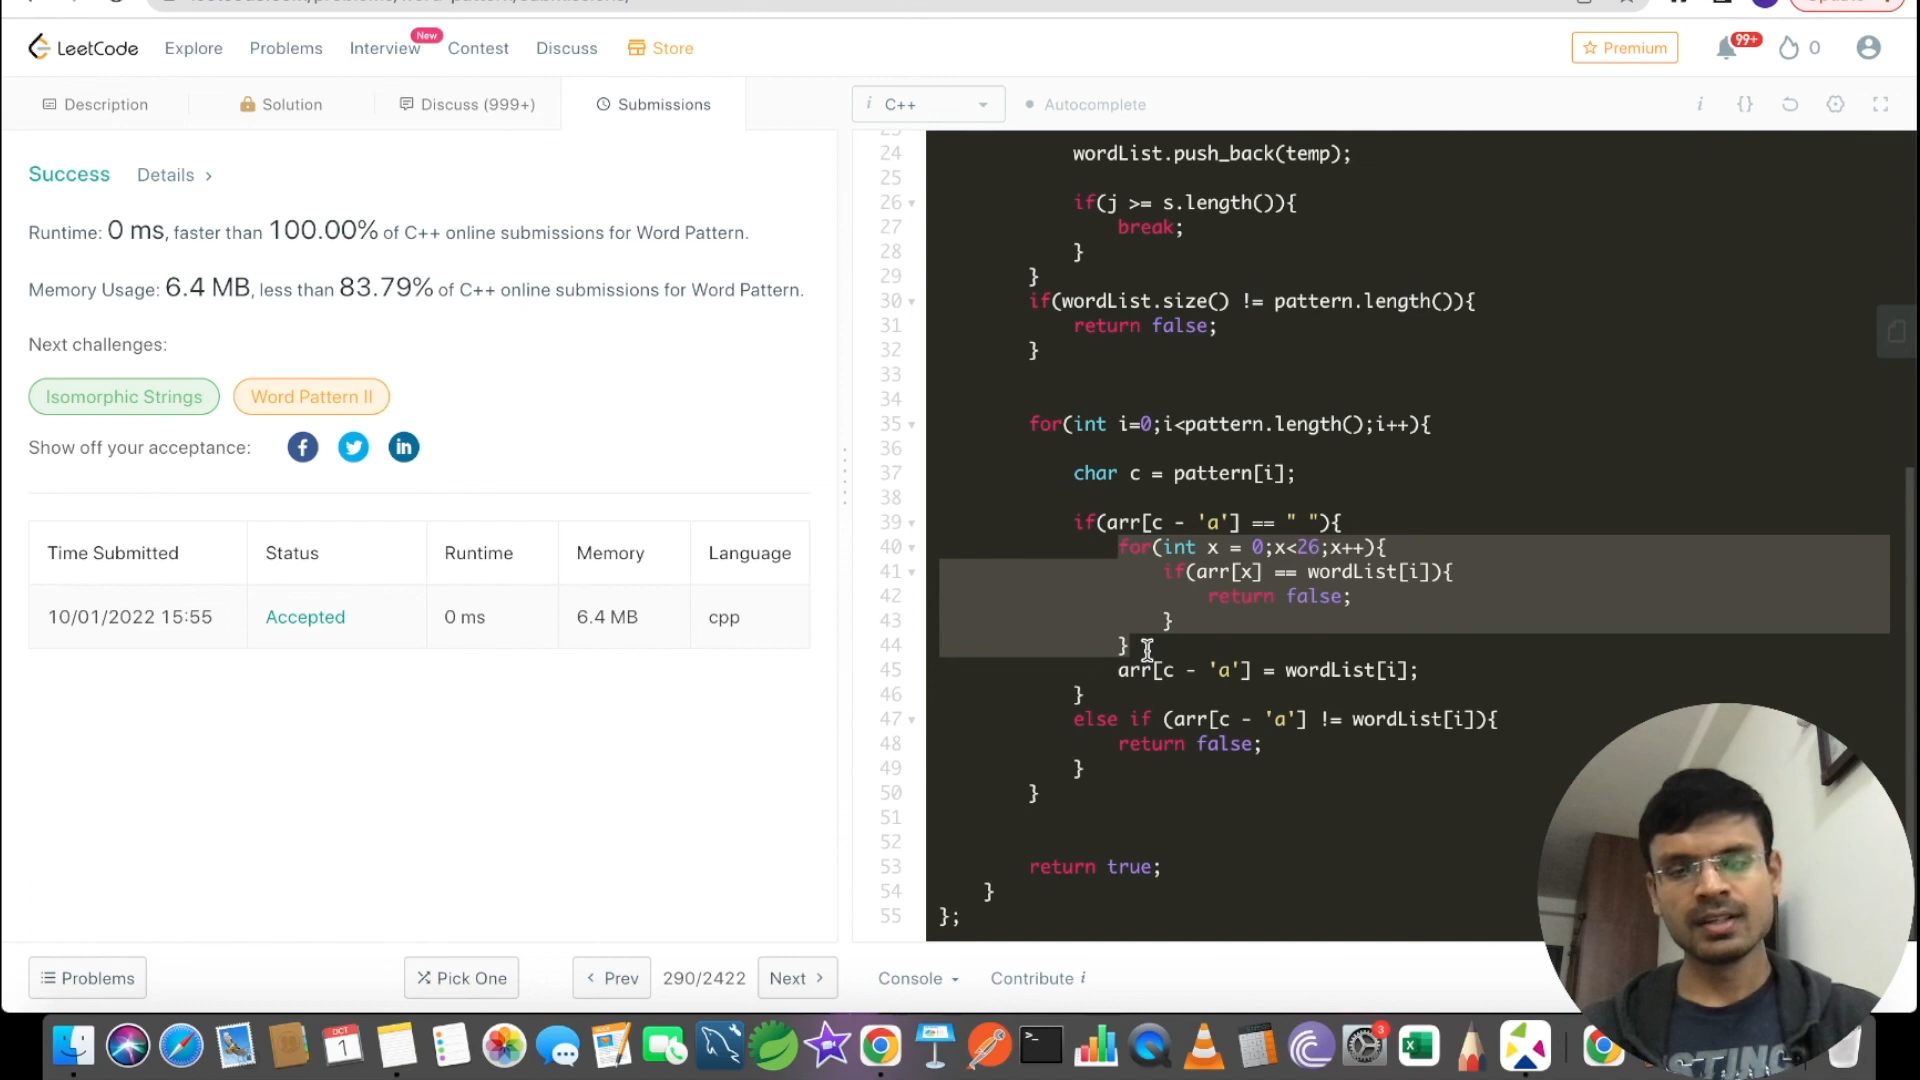 LeetCode
Explore
Problems
Interview
New
Contest
Discuss
Store
Premium
99+
0
Description
Solution
Discuss (999+)
Submissions
i
C++
Autocomplete
i
{}
Success
Details >
Runtime: 0 ms, faster than 100.00% of C++ online submissions for Word Pattern.
Memory Usage: 6.4 MB, less than 83.79% of C++ online submissions for Word Pattern.
Next challenges:
Isomorphic Strings
Word Pattern II
Show off your acceptance:
Time Submitted
Status
Runtime
Memory
Language
10/01/2022 15:55
Accepted
0 ms
6.4 MB
cpp
24 wordList.push_back(temp);
25
26 if(j >= s.length()){
27 break;
28 }
29 }
30 if(wordList.size() != pattern.length()){
31 return false;
32 }
33
34
35 for(int i=0;i<pattern.length();i++){
36
37 char c = pattern[i];
38
39 if(arr[c - 'a'] == " "){
40 for(int x = 0;x<26;x++){
41 if(arr[x] == wordList[i]){
42 return false;
43 }
44 }
45 arr[c - 'a'] = wordList[i];
46 }
47 else if (arr[c - 'a'] != wordList[i]){
48 return false;
49 }
50 }
51
52
53 return true;
54 }
55 };
Problems
Pick One
< Prev
290/2422
Next >
Console
Contribute i
OCT
1
3